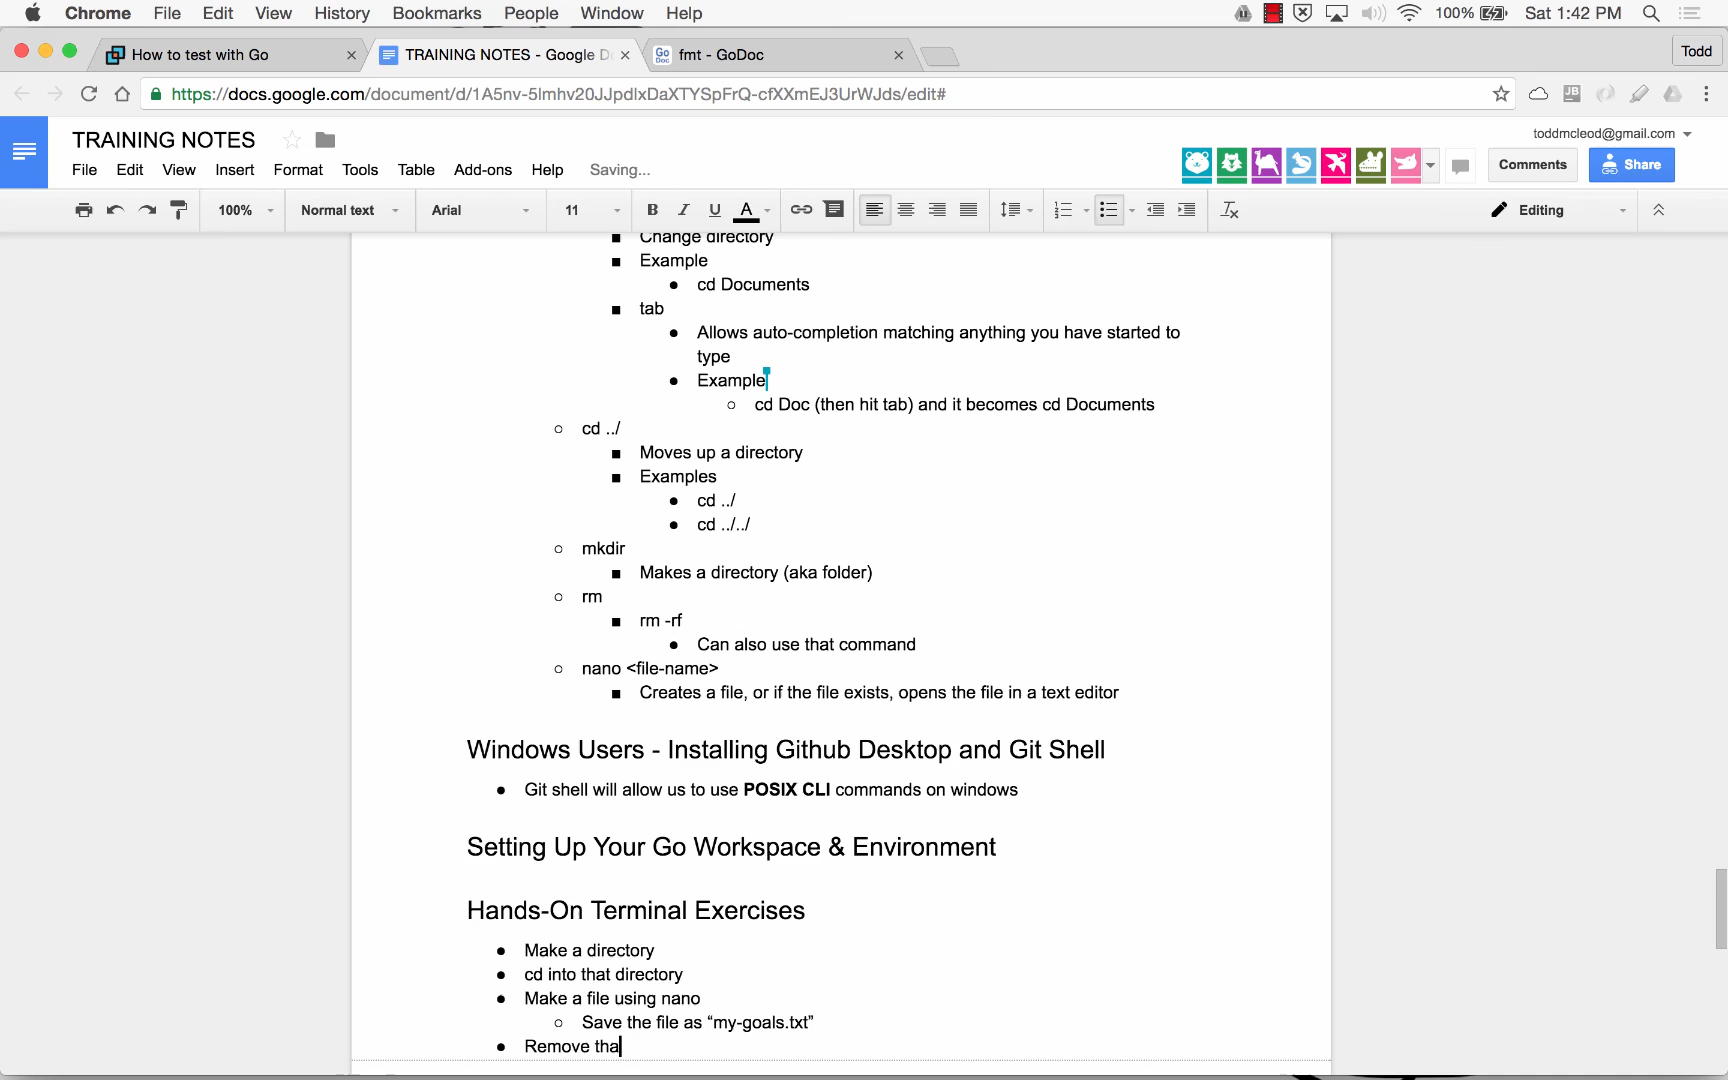 Chrome File Edit View History Bookmarks People Window Help 100% Sat 1:42 PM
How to test with Go TRAINING NOTES - Google Do fmt - GoDoc Todd
https://docs.google.com/document/d/1A5nv-5lmhv20JJpdlxDaXTYSpFrQ-cfXXmEJ3UrWJds/edit#
TRAINING NOTES toddmcleod@gmail.com
File Edit View Insert Format Tools Table Add-ons Help Saving... Comments Share
100% Normal text Arial 11 B I U A Editing
Change directory
Example
cd Documents
tab
Allows auto-completion matching anything you have started to
type
Example
cd Doc (then hit tab) and it becomes cd Documents
cd ../
Moves up a directory
Examples
cd ../
cd ../../
mkdir
Makes a directory (aka folder)
rm
rm -rf
Can also use that command
nano <file-name>
Creates a file, or if the file exists, opens the file in a text editor
Windows Users - Installing Github Desktop and Git Shell
Git shell will allow us to use POSIX CLI commands on windows
Setting Up Your Go Workspace & Environment
Hands-On Terminal Exercises
Make a directory
cd into that directory
Make a file using nano
Save the file as “my-goals.txt”
Remove tha